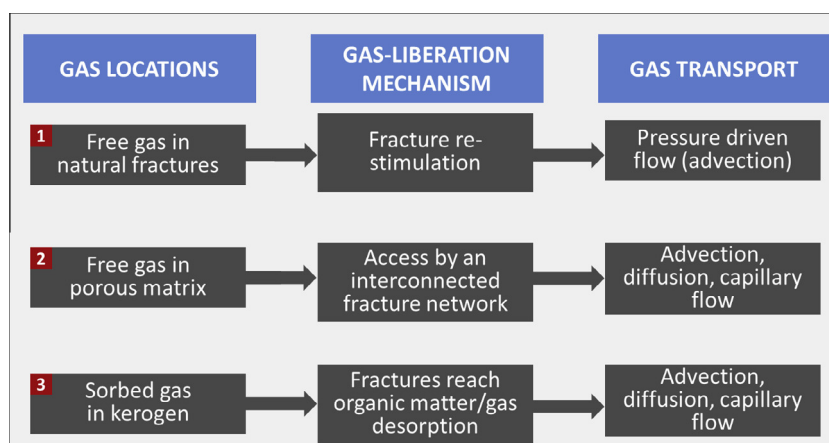 GAS LOCATIONS
GAS-LIBERATION
MECHANISM
GAS TRANSPORT
1
Free gas in
natural fractures
Fracture re-
stimulation
Pressure driven
flow (advection)
2
Free gas in
porous matrix
Access by an
interconnected
fracture network
Advection,
diffusion, capillary
flow
3
Sorbed gas
in kerogen
Fractures reach
organic matter/gas
desorption
Advection,
diffusion, capillary
flow